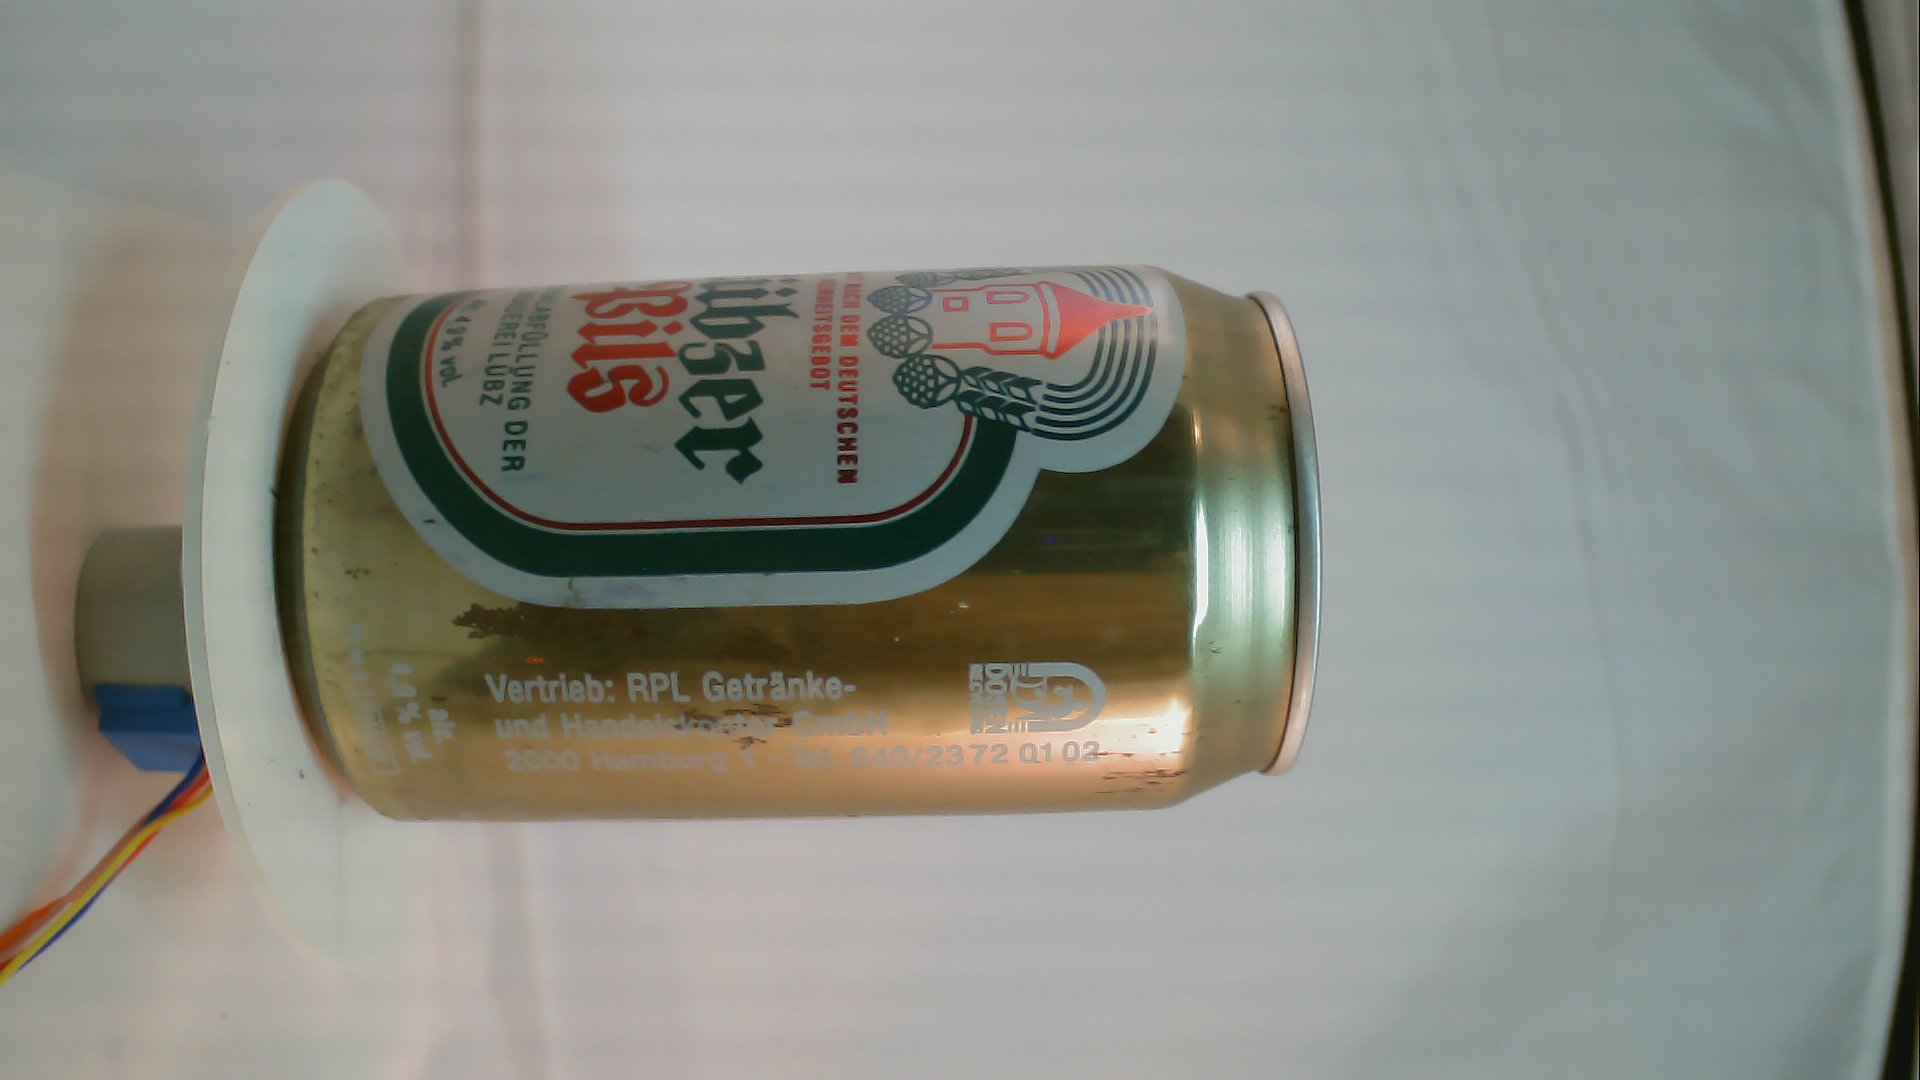 NACH DEM DEUTSCHEN
übzer
Pils
ABFÜLLUNG DER
BRAUEREI LÜBZ
4,9% vol
Vertrieb: RPL Getränke-
und Handelskontor GmbH
2000 Hamburg 1 - Tel. 040/23 72 01 02
DOSE
4,9% vol
alc.